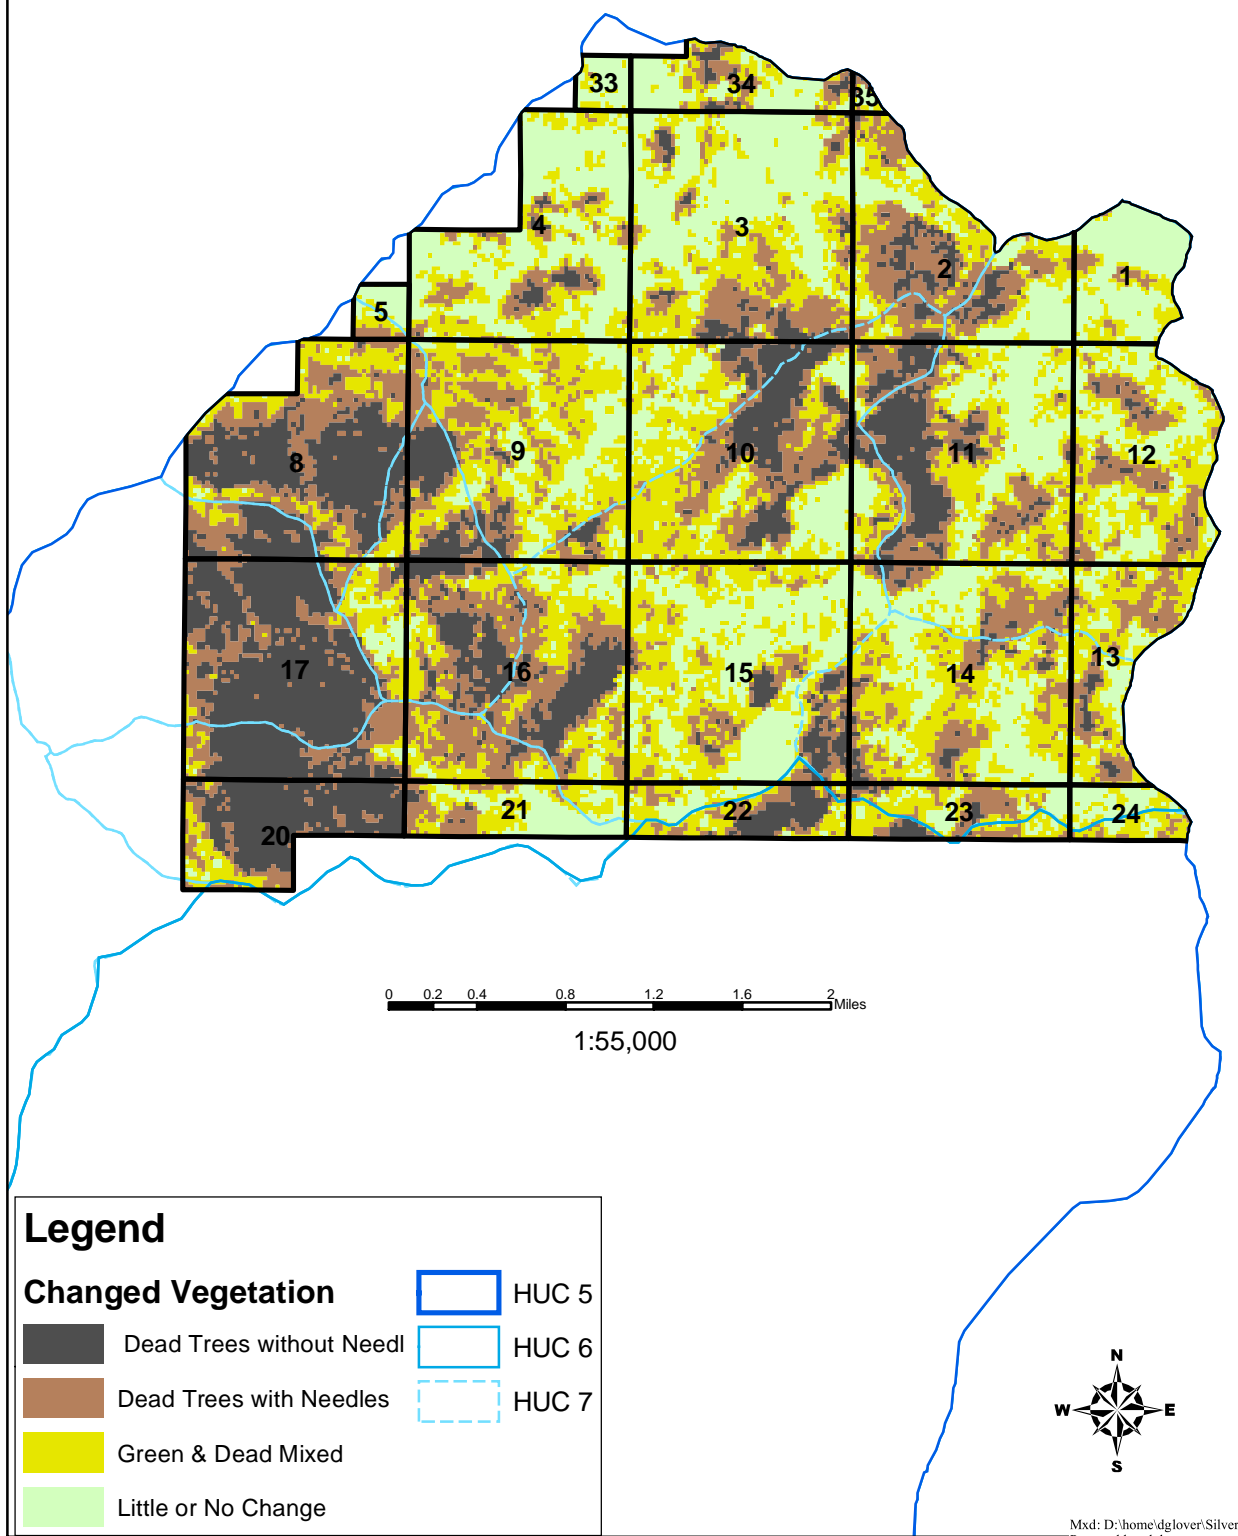 33
34
35
4
3
2
1
5
8
9
10
11
12
17
16
15
14
13
20
21
22
23
24
0 0.2 0.4 0.8 1.2 1.6 2
Miles
1:55,000
Legend
Changed Vegetation
Dead Trees without Needl
Dead Trees with Needles
Green & Dead Mixed
Little or No Change
HUC 5
HUC 6
HUC 7
N
W E
S
Mxd: D:\home\dglover\Silver